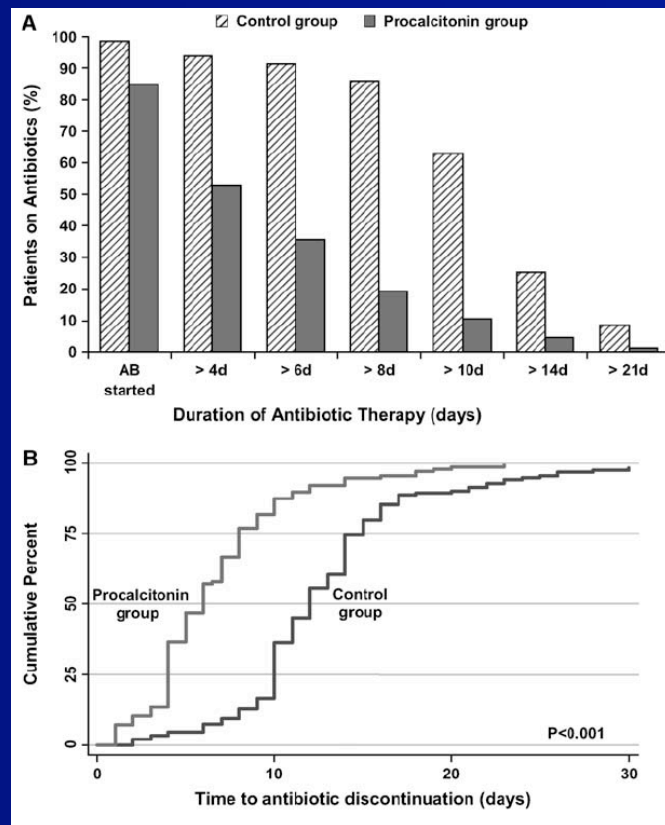 A
Control group Procalcitonin group
Patients on Antibiotics (%)
100
90
80
70
60
50
40
30
20
10
0
AB started > 4d > 6d > 8d > 10d > 14d > 21d
Duration of Antibiotic Therapy (days)
B
Cumulative Percent
100
75
50
25
0
Procalcitonin
group
Control
group
P<0.001
0 10 20 30
Time to antibiotic discontinuation (days)